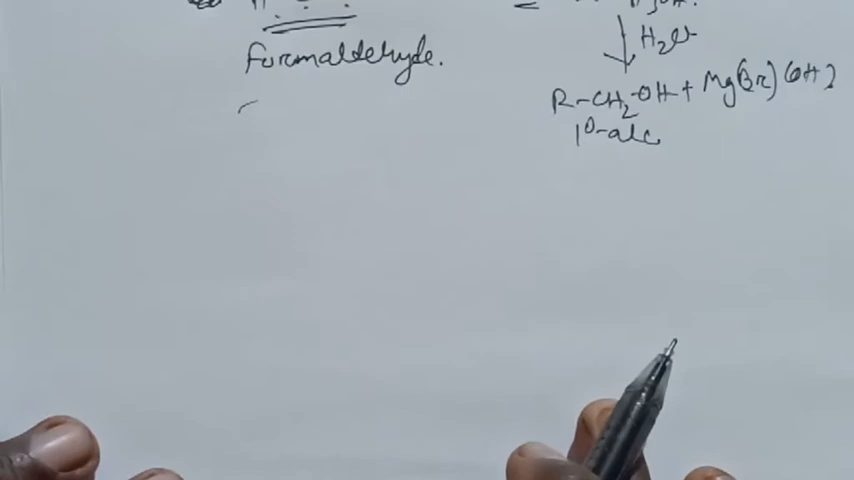 Formaldehyde.
H₂O
R-CH₂-OH + Mg(Br)(OH)
1°-alc